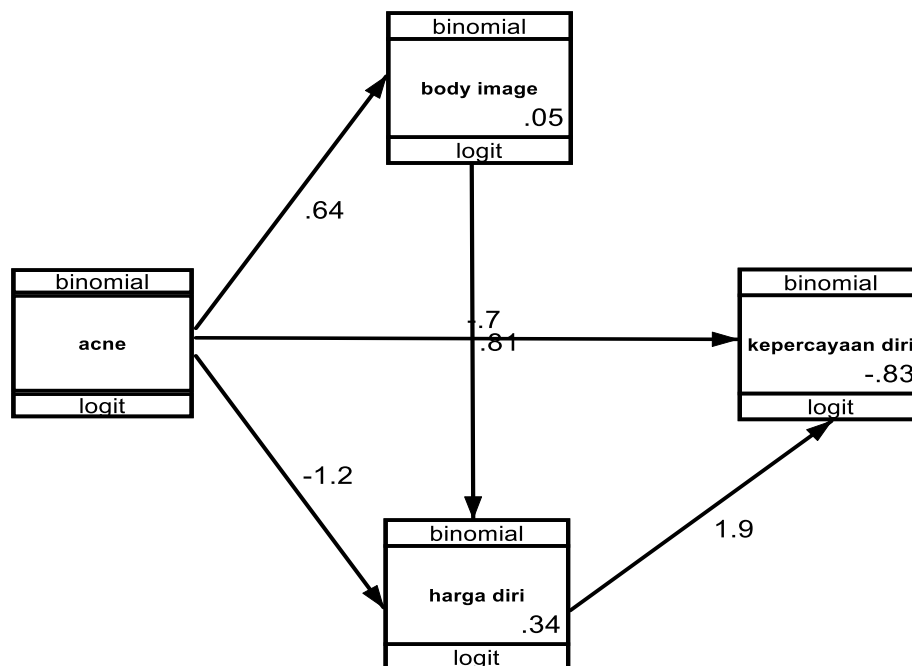 binomial
body image
.05
logit
.64
binomial
acne
logit
-.7
.81
binomial
kepercayaan diri
-.83
logit
-1.2
binomial
harga diri
.34
logit
1.9